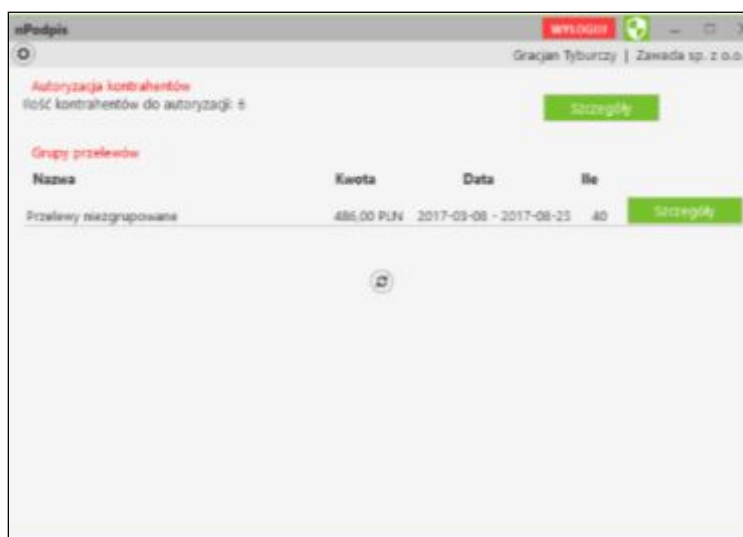 nPodpis WYLOGUJ
Gracjan Tyburczy | Zawada sp. z o.o.
Autoryzacja kontrahentów
Ilość kontrahentów do autoryzacji: 6 Szczegóły
Grupy przelewów
Nazwa Kwota Data Ile
Przelewy niezgrupowane 486,00 PLN 2017-03-08 - 2017-08-23 40 Szczegóły